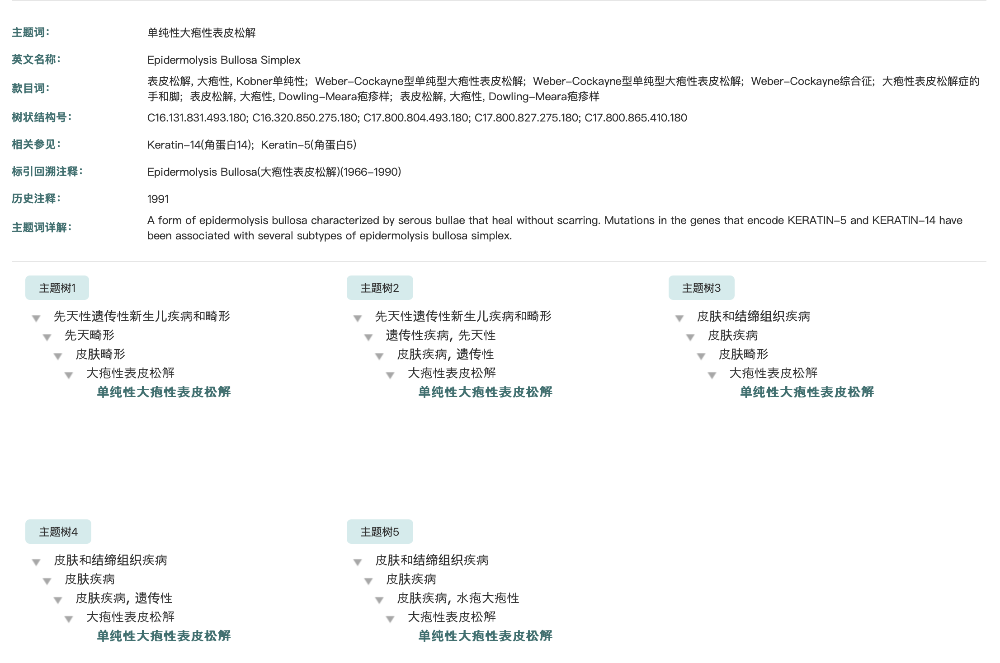 主题词： 单纯性大疱性表皮松解
英文名称： Epidermolysis Bullosa Simplex
款目词： 表皮松解, 大疱性, Kobner单纯性; Weber-Cockayne型单纯型大疱性表皮松解; Weber-Cockayne型单纯型大疱性表皮松解; Weber-Cockayne综合征; 大疱性表皮松解症的
手和脚; 表皮松解, 大疱性, Dowling-Meara疱疹样; 表皮松解, 大疱性, Dowling-Meara疱疹样
树状结构号： C16.131.831.493.180; C16.320.850.275.180; C17.800.804.493.180; C17.800.827.275.180; C17.800.865.410.180
相关参见： Keratin-14(角蛋白14); Keratin-5(角蛋白5)
标引回溯注释： Epidermolysis Bullosa(大疱性表皮松解)(1966-1990)
历史注释： 1991
主题词详解： A form of epidermolysis bullosa characterized by serous bullae that heal without scarring. Mutations in the genes that encode KERATIN-5 and KERATIN-14 have
been associated with several subtypes of epidermolysis bullosa simplex.
主题树1
先天性遗传性新生儿疾病和畸形
先天畸形
皮肤畸形
大疱性表皮松解
单纯性大疱性表皮松解
主题树2
先天性遗传性新生儿疾病和畸形
遗传性疾病, 先天性
皮肤疾病, 遗传性
大疱性表皮松解
单纯性大疱性表皮松解
主题树3
皮肤和结缔组织疾病
皮肤疾病
皮肤畸形
大疱性表皮松解
单纯性大疱性表皮松解
主题树4
皮肤和结缔组织疾病
皮肤疾病
皮肤疾病, 遗传性
大疱性表皮松解
单纯性大疱性表皮松解
主题树5
皮肤和结缔组织疾病
皮肤疾病
皮肤疾病, 水疱大疱性
大疱性表皮松解
单纯性大疱性表皮松解